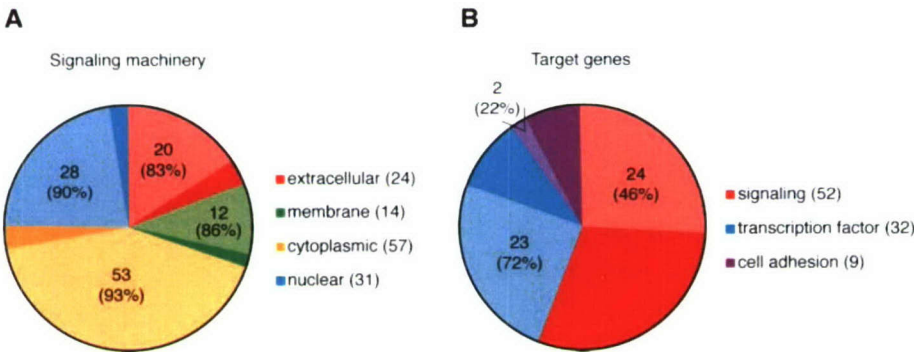 A
Signaling machinery
20
(83%)
28
(90%)
12
(86%)
53
(93%)
extracellular (24)
membrane (14)
cytoplasmic (57)
nuclear (31)
B
Target genes
2
(22%)
24
(46%)
23
(72%)
signaling (52)
transcription factor (32)
cell adhesion (9)